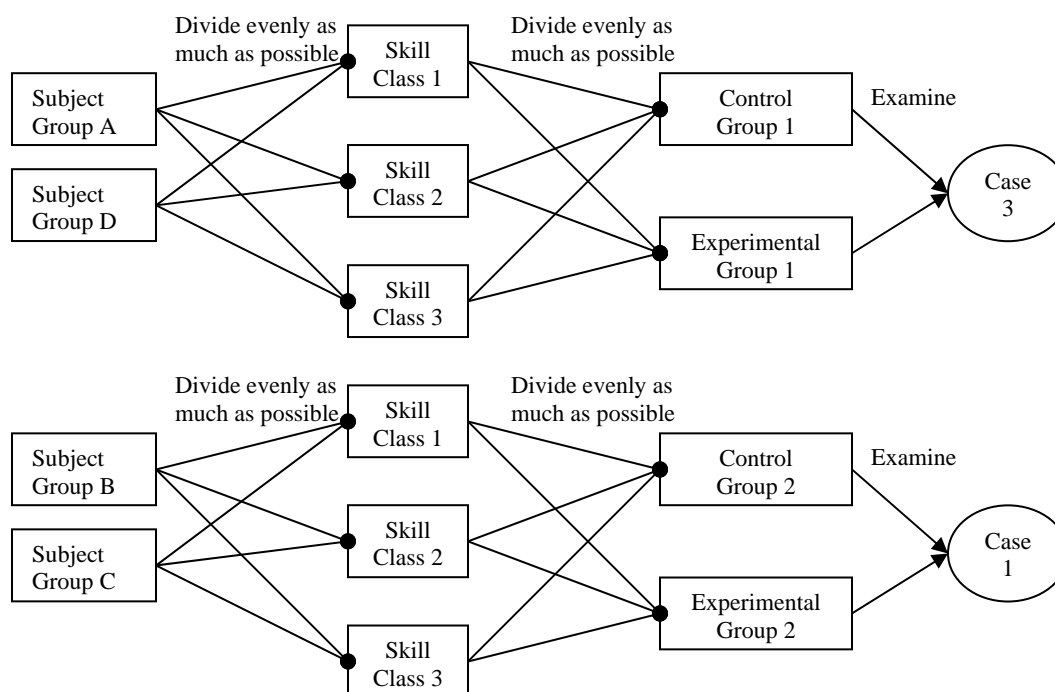 Divide evenly as
much as possible
Divide evenly as
much as possible
Subject
Group A
Subject
Group D
Skill
Class 1
Skill
Class 2
Skill
Class 3
Control
Group 1
Experimental
Group 1
Examine
Case
3
Divide evenly as
much as possible
Divide evenly as
much as possible
Subject
Group B
Subject
Group C
Skill
Class 1
Skill
Class 2
Skill
Class 3
Control
Group 2
Experimental
Group 2
Examine
Case
1